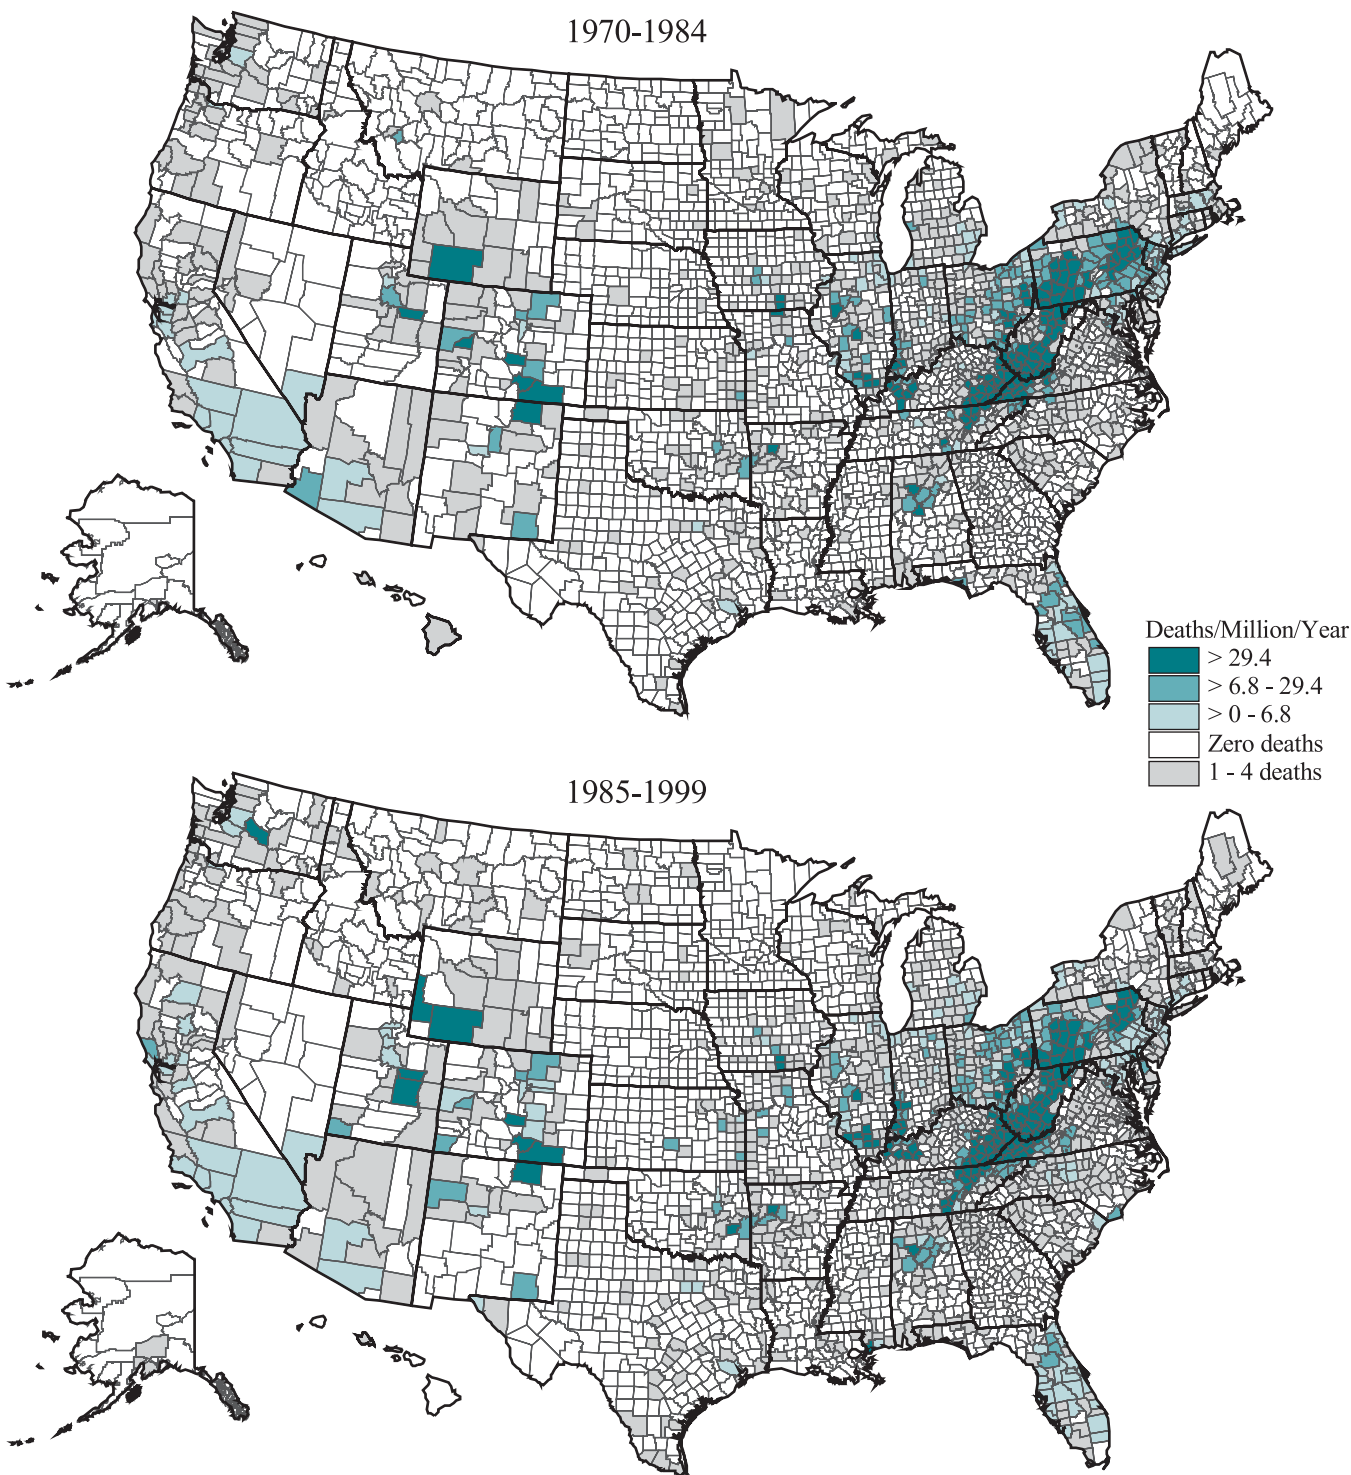 1970-1984
Deaths/Million/Year
> 29.4
> 6.8 - 29.4
> 0 - 6.8
Zero deaths
1 - 4 deaths
1985-1999